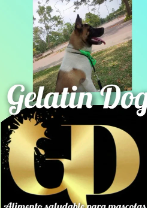 Gelatin Dog
GD
Alimento saludable para mascotas